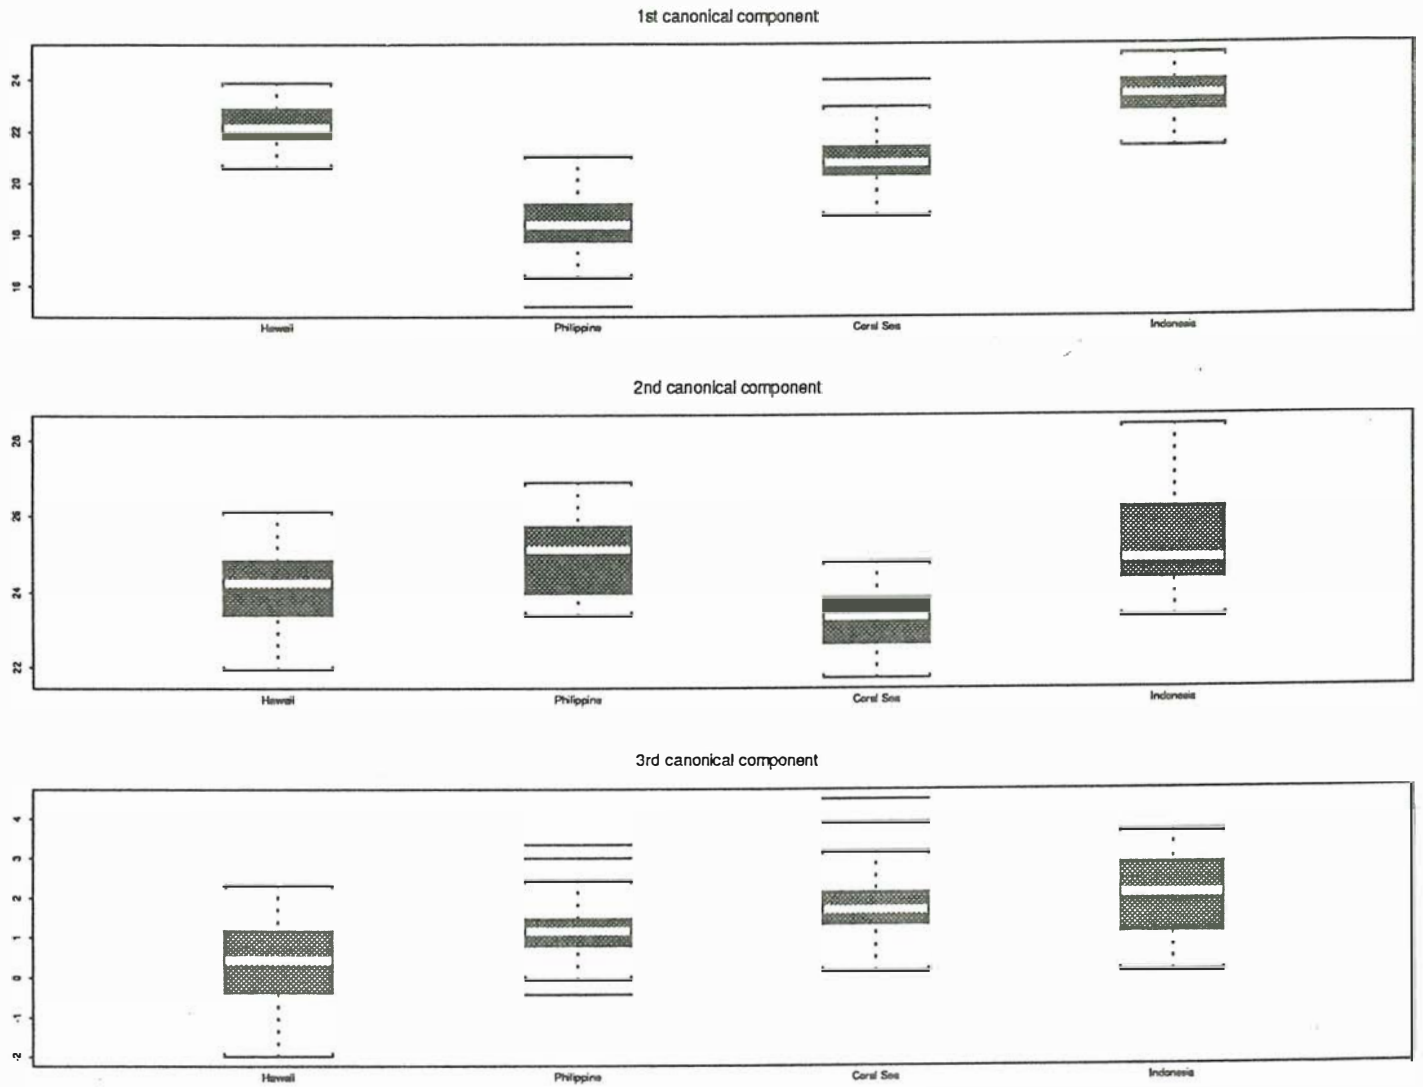 1st canonical component
24
22
20
18
16
Hawaii Philippine Coral Sea Indonesia
2nd canonical component
28
26
24
22
Hawaii Philippine Coral Sea Indonesia
3rd canonical component
4
3
2
1
0
-1
-2
Hawaii Philippine Coral Sea Indonesia